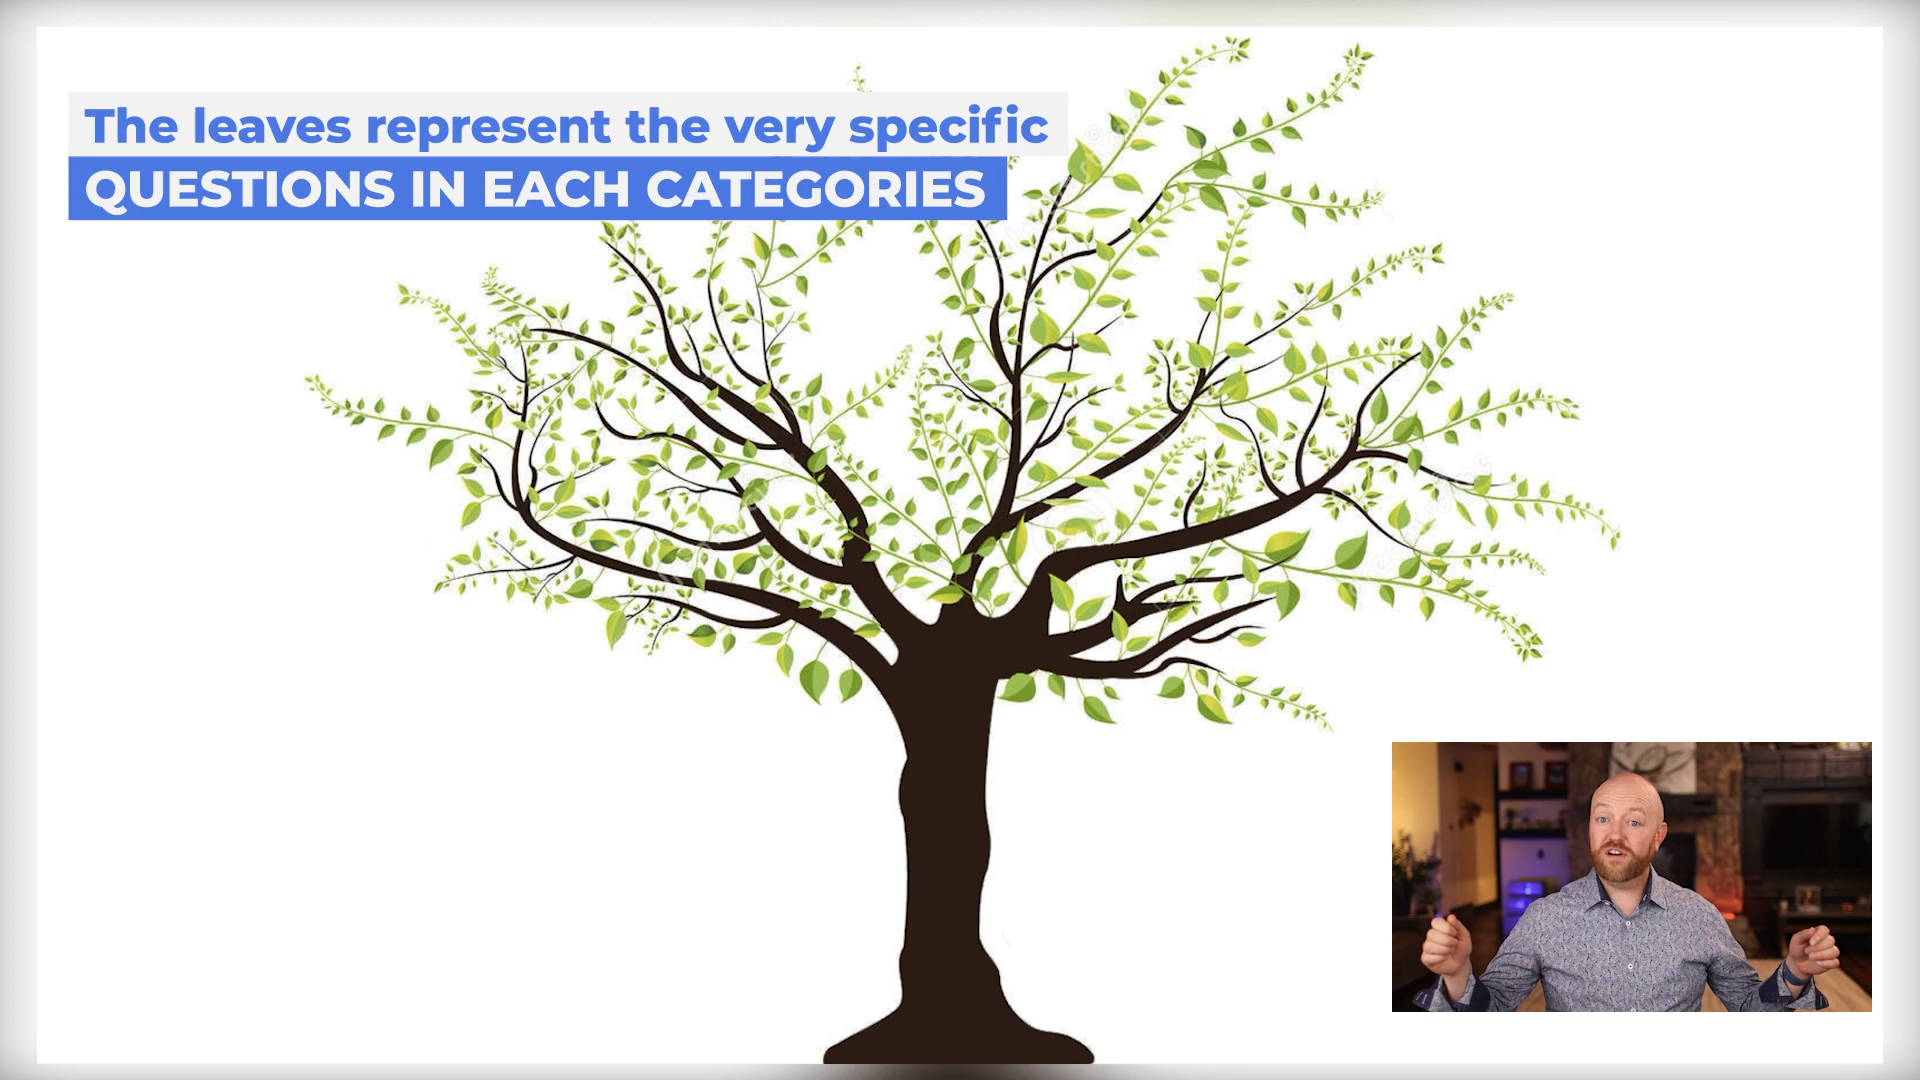 The leaves represent the very specific
QUESTIONS IN EACH CATEGORIES